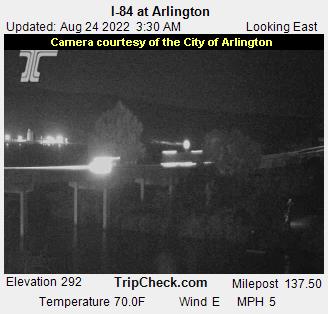 I-84 at Arlington
Updated: Aug 24 2022 3:30 AM Looking East
Camera courtesy of the City of Arlington
Elevation 292 TripCheck.com Milepost 137.50
Temperature 70.0F Wind E MPH 5